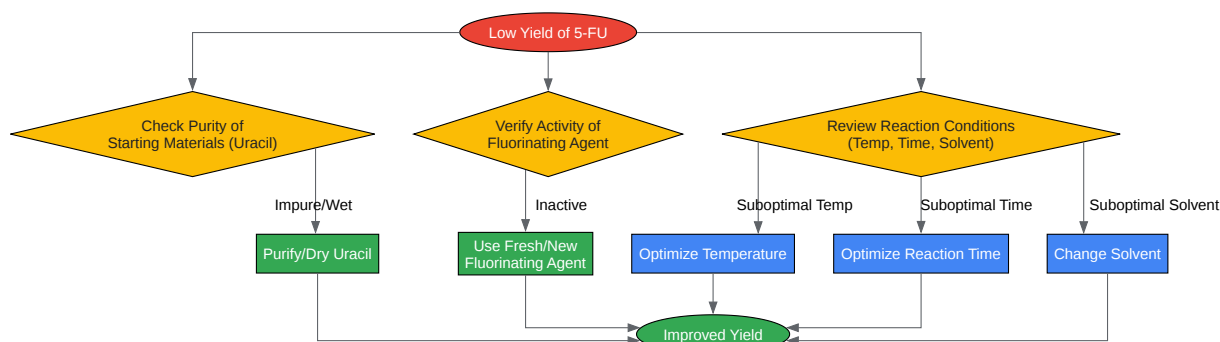 Low Yield of 5-FU
Check Purity of
Starting Materials (Uracil)
Verify Activity of
Fluorinating Agent
Review Reaction Conditions
(Temp, Time, Solvent)
Impure/Wet
Inactive
Suboptimal Temp
Suboptimal Time
Suboptimal Solvent
Purify/Dry Uracil
Use Fresh/New
Fluorinating Agent
Optimize Temperature
Optimize Reaction Time
Change Solvent
Improved Yield